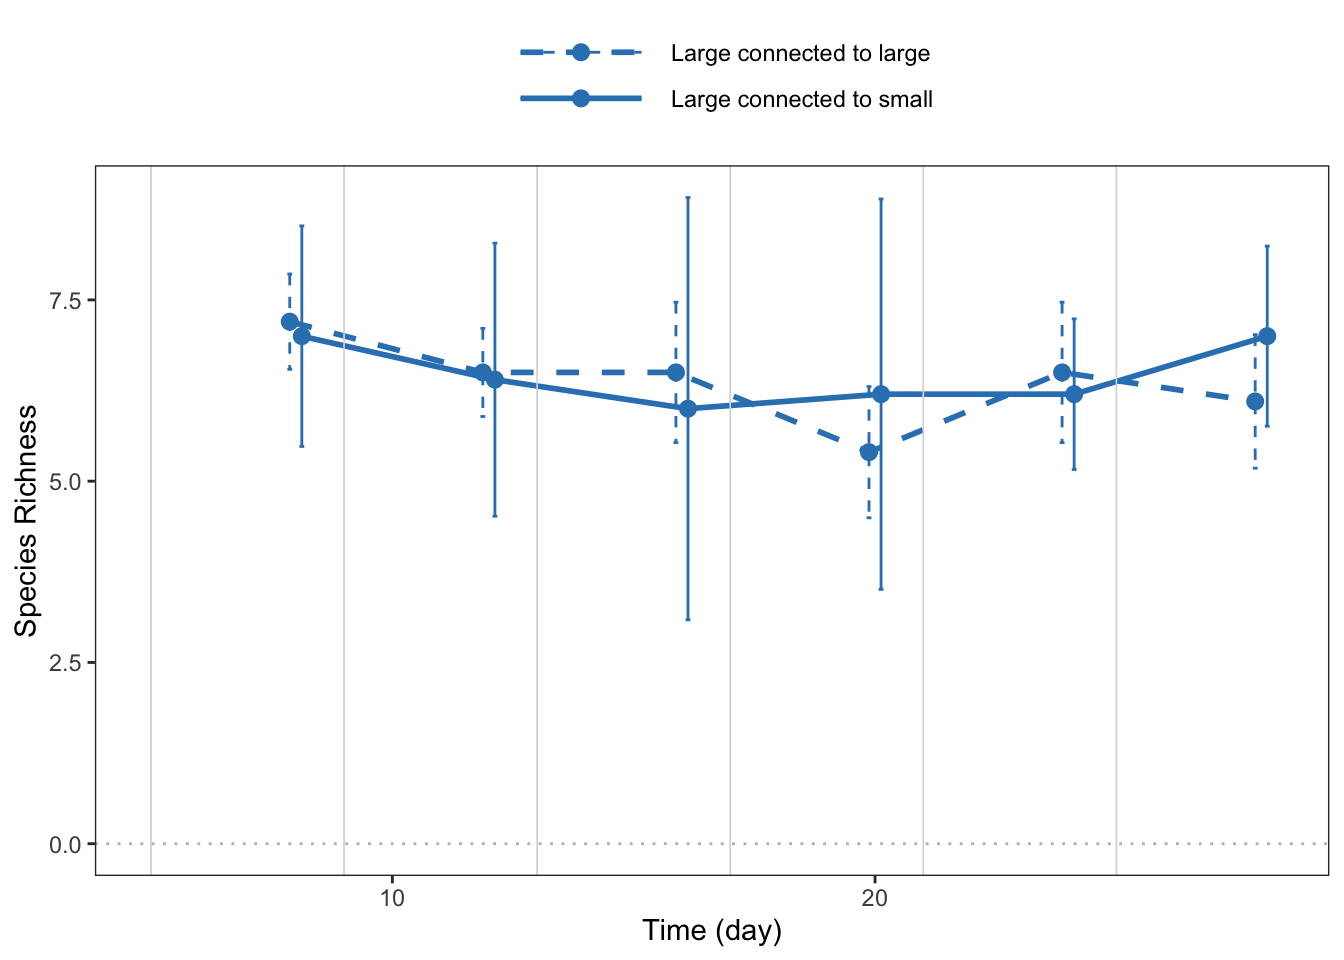 Large connected to large
Large connected to small
Species Richness
7.5
5.0
2.5
0.0
10
20
Time (day)